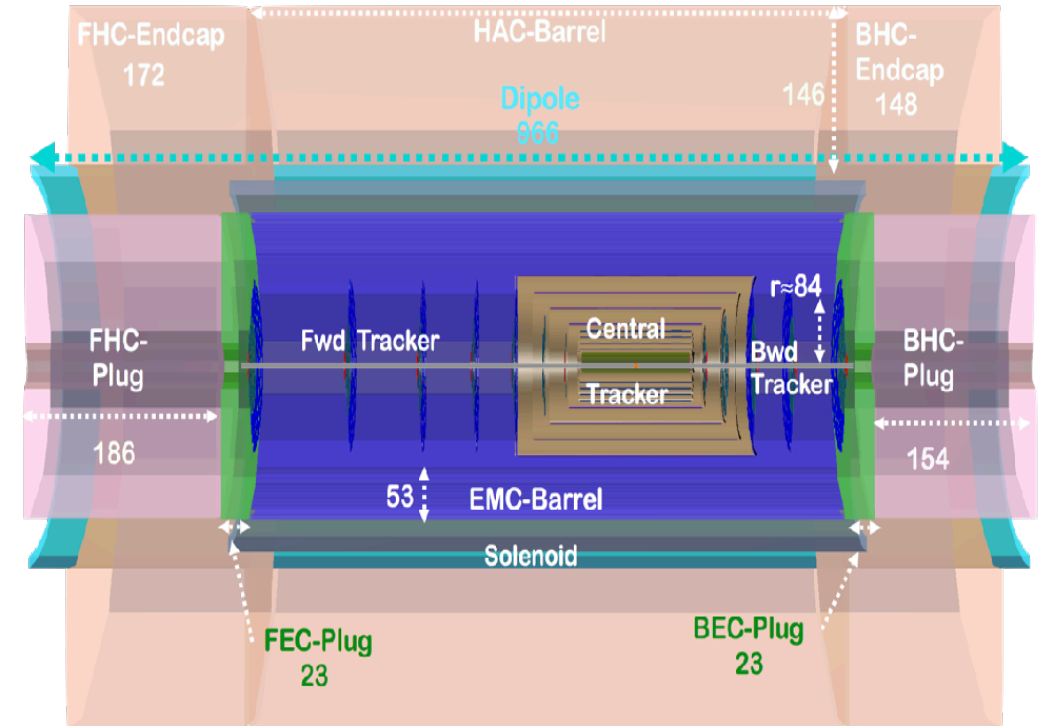 FHC-Endcap
172
HAC-Barrel
BHC-
Endcap
148
146
Dipole
966
r≈84
FHC-
Plug
Fwd Tracker
Central
Tracker
Bwd
Tracker
BHC-
Plug
186
53
EMC-Barrel
154
Solenoid
FEC-Plug
23
BEC-Plug
23